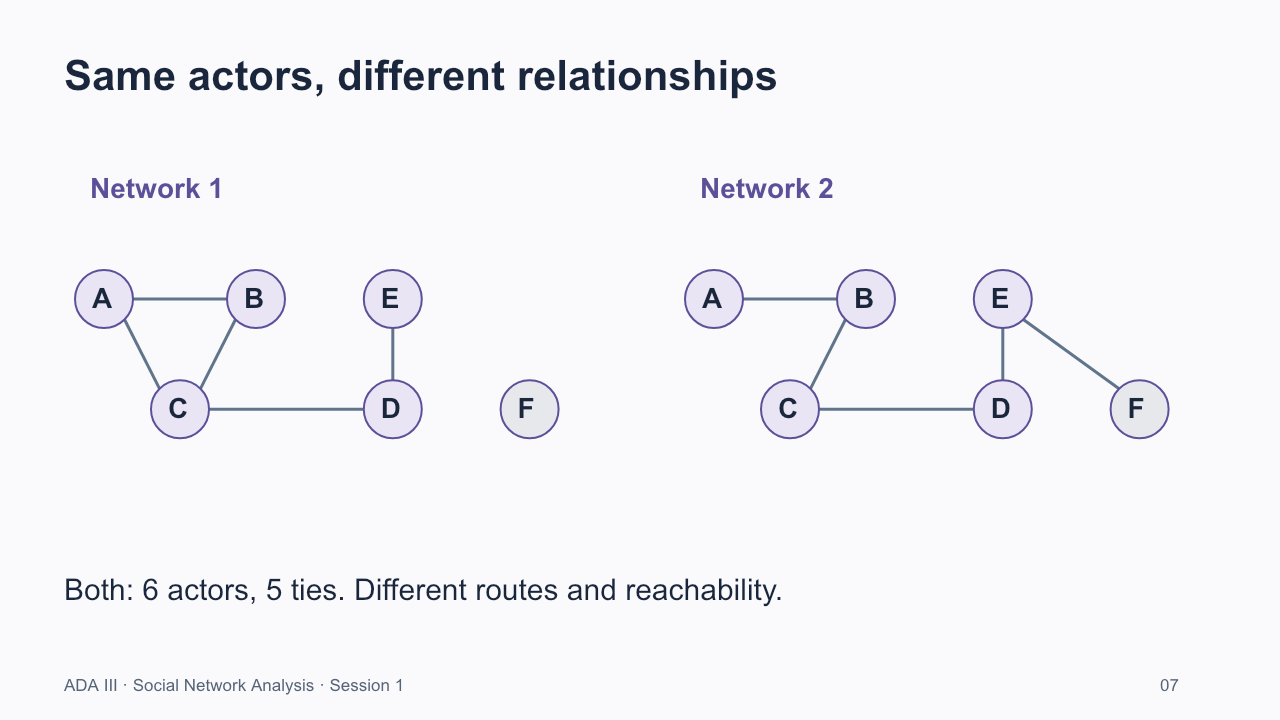 Same actors, different relationships
Network 1
A
B
E
C
D
F
Network 2
A
B
E
C
D
F
Both: 6 actors, 5 ties. Different routes and reachability.
ADA III · Social Network Analysis · Session 1
07